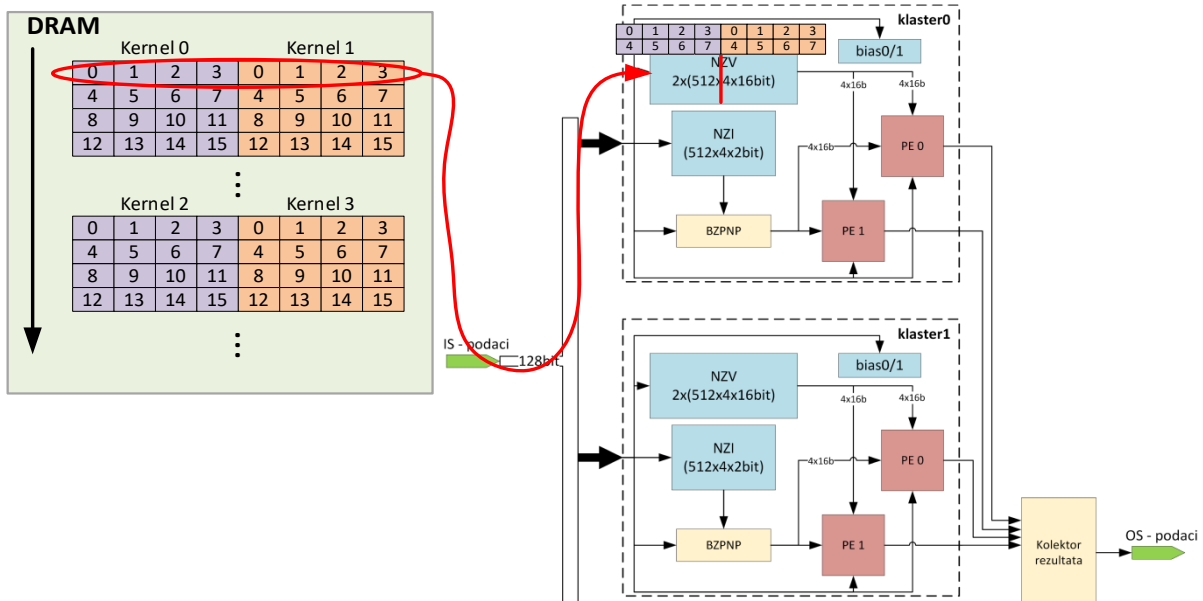 DRAM
Kernel 0 Kernel 1
0 1 2 3 0 1 2 3
4 5 6 7 4 5 6 7
8 9 10 11 8 9 10 11
12 13 14 15 12 13 14 15
Kernel 2 Kernel 3
0 1 2 3 0 1 2 3
4 5 6 7 4 5 6 7
8 9 10 11 8 9 10 11
12 13 14 15 12 13 14 15
IS - podaci
128bit
klaster0
0 1 2 3 0 1 2 3
4 5 6 7 4 5 6 7
bias0/1
NZV
2x(512x4x16bit)
4x16b
4x16b
NZI
(512x4x2bit)
4x16b
PE 0
BZPNP
PE 1
klaster1
bias0/1
NZV
2x(512x4x16bit)
4x16b
4x16b
NZI
(512x4x2bit)
4x16b
PE 0
BZPNP
PE 1
Kolektor
rezultata
OS - podaci